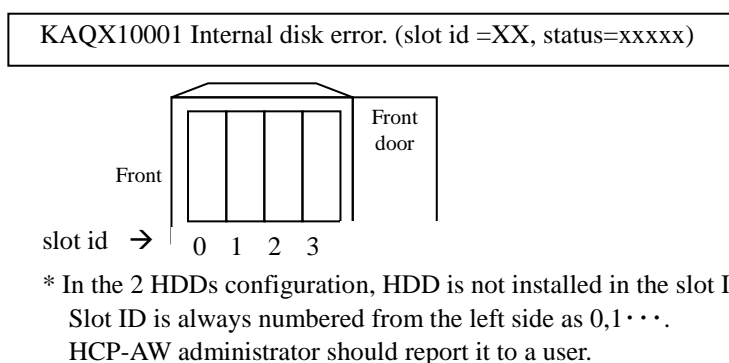 KAQX10001 Internal disk error. (slot id =XX, status=xxxxx)
Front
door
Front
slot id → 0 1 2 3
* In the 2 HDDs configuration, HDD is not installed in the slot
Slot ID is always numbered from the left side as 0,1・・・.
HCP-AW administrator should report it to a user.